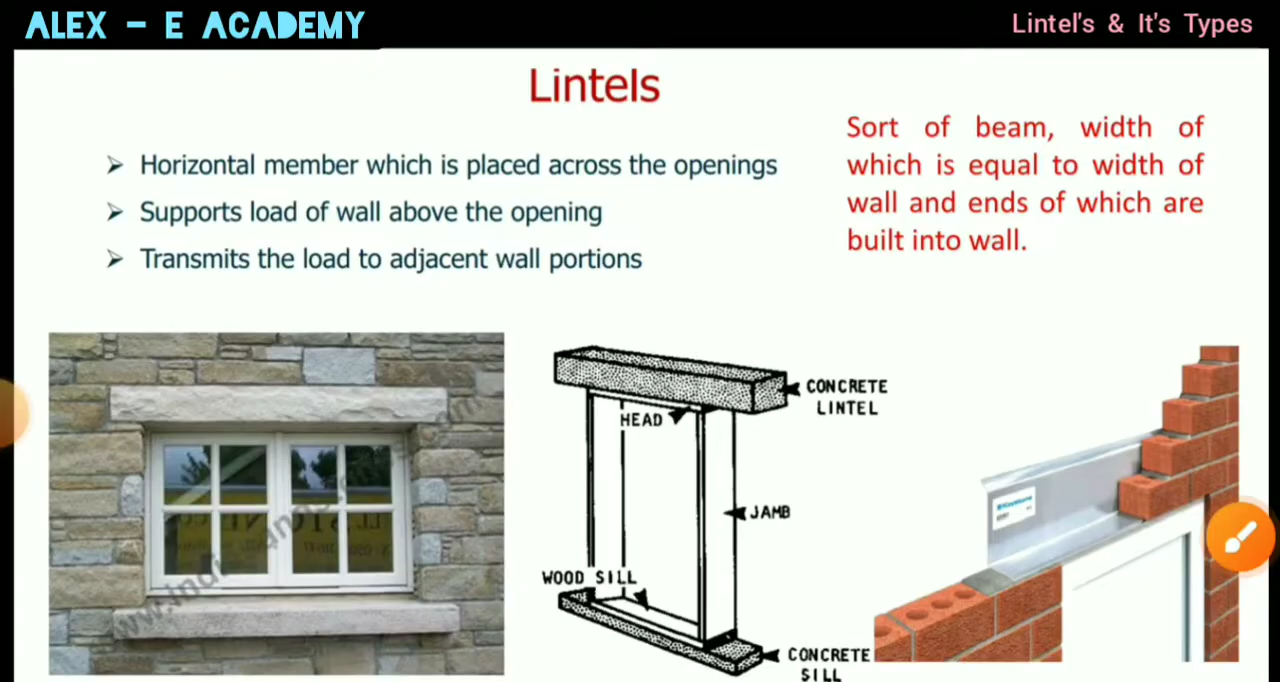 ALEX - E ACADEMY
Lintel's & It's Types
Lintels
Horizontal member which is placed across the openings
Supports load of wall above the opening
Transmits the load to adjacent wall portions
Sort of beam, width of
which is equal to width of
wall and ends of which are
built into wall.
CONCRETE
LINTEL
HEAD
JAMB
WOOD SILL
CONCRETE
SILL